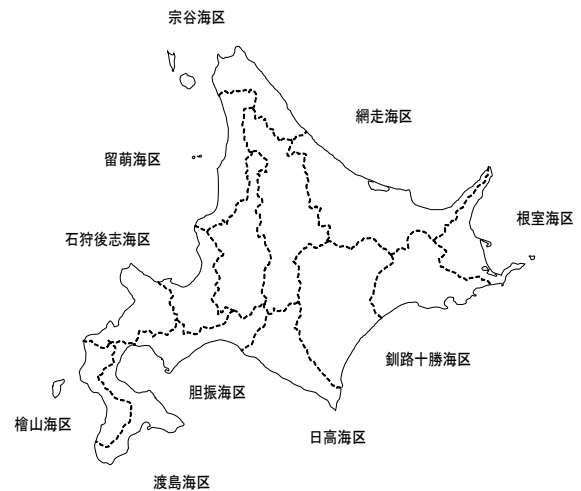 宗谷海区
網走海区
留萌海区
根室海区
石狩後志海区
釧路十勝海区
胆振海区
檜山海区
日高海区
渡島海区